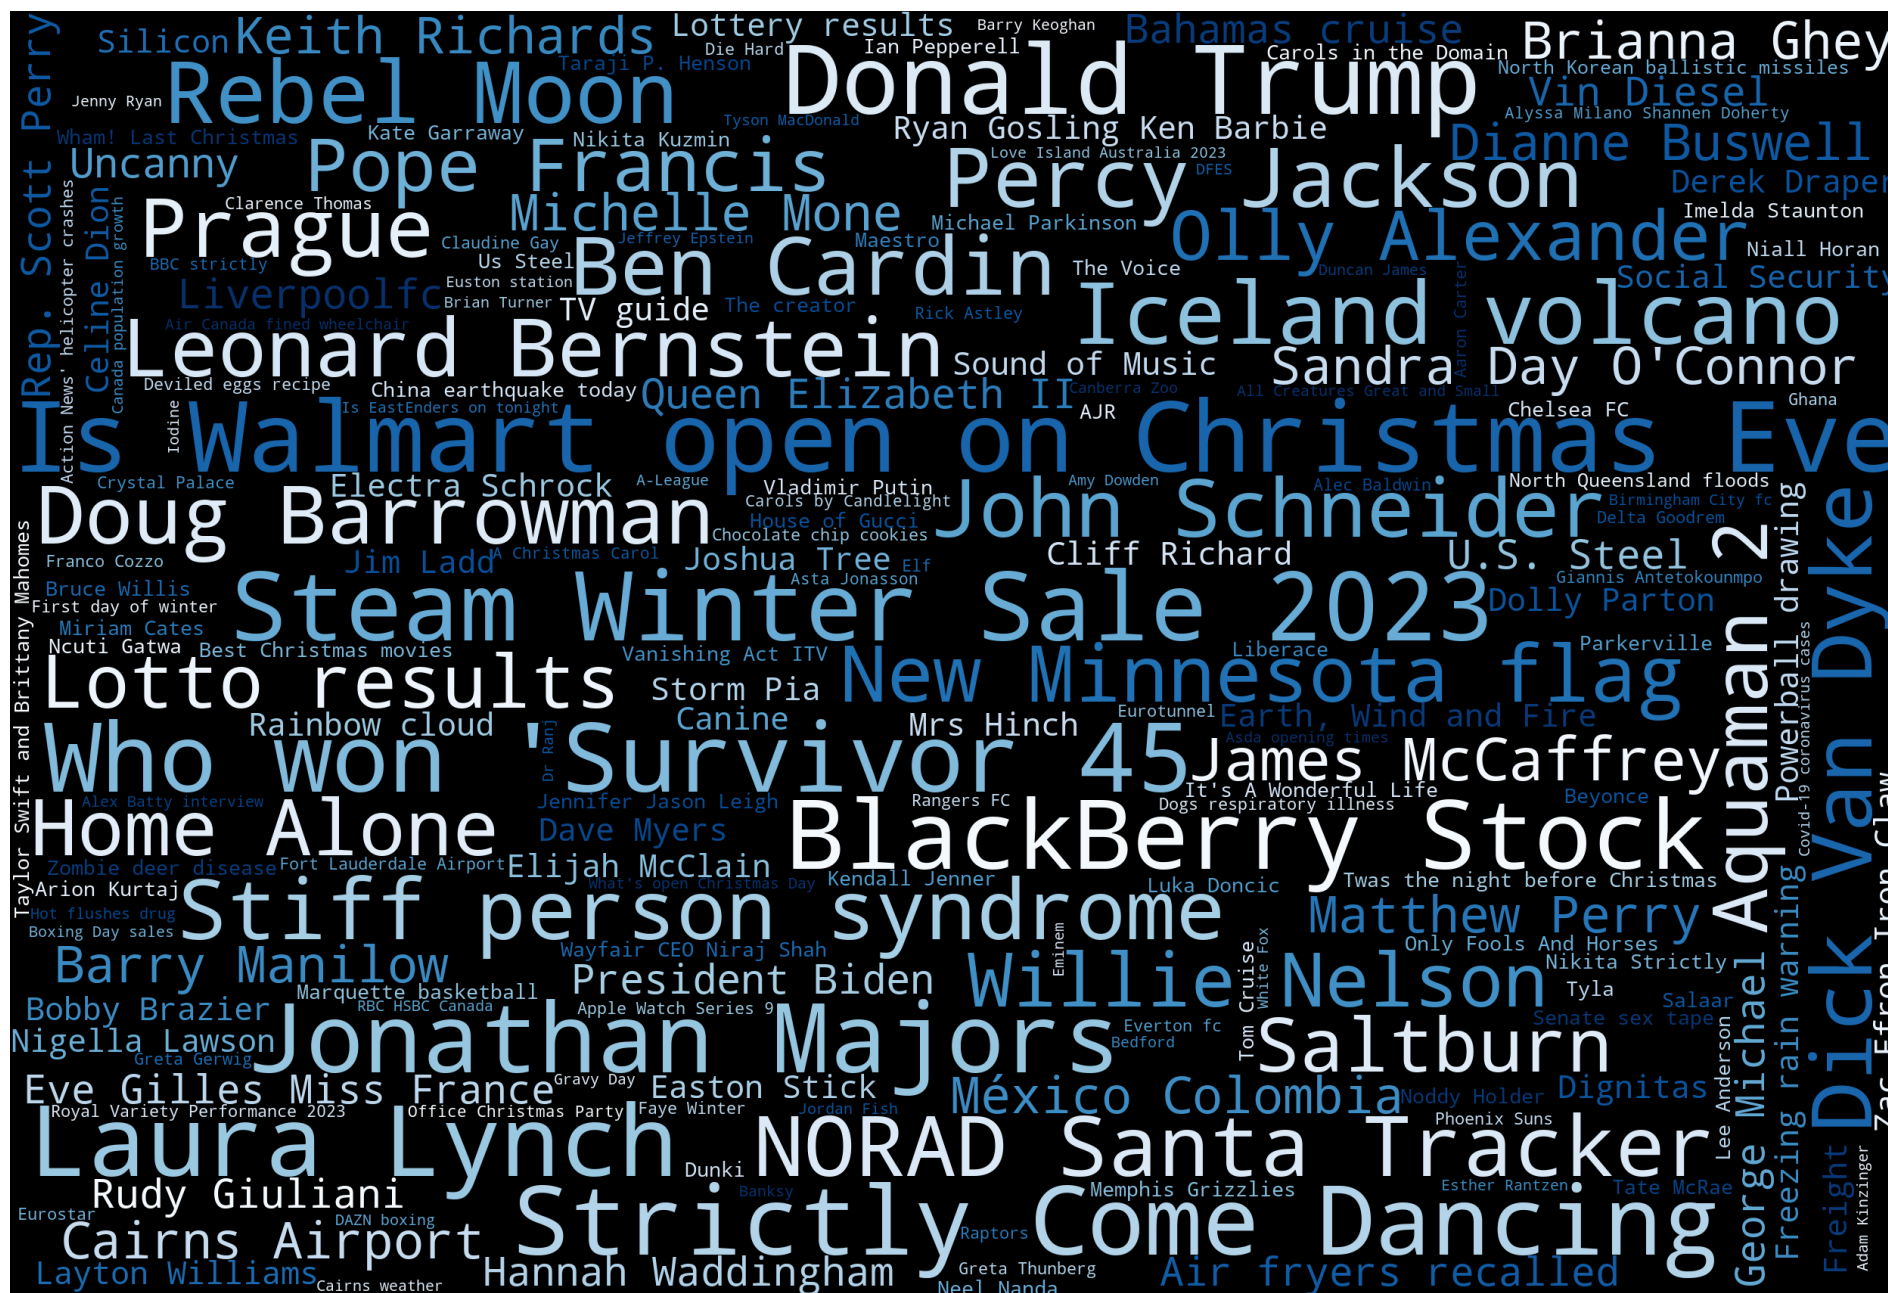 Rep. Scott Perry
Silicon
Keith Richards
Lottery results
Barry Keoghan
Bahamas cruise
Brianna Ghey
Die Hard
Ian Pepperell
Carols in the Domain
Taraji P. Henson
Donald Trump
North Korean ballistic missiles
Jenny Ryan
Rebel Moon
Vin Diesel
Tyson MacDonald
Alyssa Milano Shannen Doherty
Wham! Last Christmas
Kate Garraway
Nikita Kuzmin
Ryan Gosling Ken Barbie
Dianne Buswell
Uncanny
Pope Francis
Love Island Australia 2023
Percy Jackson
DFES
Derek Draper
Action News' helicopter crashes
Celine Dion
Canada population growth
Clarence Thomas
Prague
Michelle Mone
Michael Parkinson
Olly Alexander
Imelda Staunton
Claudine Gay
Jeffrey Epstein
Maestro
Niall Horan
BBC strictly
Us Steel
Ben Cardin
The Voice
Duncan James
Aaron Carter
Social Security
Euston station
Liverpoolfc
Brian Turner
TV guide
The creator
Rick Astley
Iceland volcano
Air Canada fined wheelchair
Leonard Bernstein
Sound of Music
Sandra Day O'Connor
Deviled eggs recipe
China earthquake today
Queen Elizabeth II
Canberra Zoo
All Creatures Great and Small
Iodine
Is EastEnders on tonight
AJR
Chelsea FC
Ghana
Is Walmart open on Christmas Eve
Crystal Palace
Electra Schrock
A-League
Vladimir Putin
Amy Dowden
Alec Baldwin
North Queensland floods
Carols by Candlelight
Birmingham City fc
Doug Barrowman
House of Gucci
John Schneider
Delta Goodrem
Chocolate chip cookies
Taylor Swift and Brittany Mahomes
Franco Cozzo
Jim Ladd
A Christmas Carol
Joshua Tree
Elf
Cliff Richard
U.S. Steel
Aquaman 2
Powerball drawing
Dick Van Dyke
Bruce Willis
Asta Jonasson
Giannis Antetokounmpo
First day of winter
Steam Winter Sale 2023
Dolly Parton
Miriam Cates
Ncuti Gatwa
Best Christmas movies
Vanishing Act ITV
Liberace
Parkerville
Covid-19 coronavirus cases
Lotto results
Storm Pia
New Minnesota flag
Rainbow cloud
Dr Ranj
Canine
Mrs Hinch
Eurotunnel
Earth, Wind and Fire
Asda opening times
Who won 'Survivor 45
James McCaffrey
It's A Wonderful Life
Alex Batty interview
Jennifer Jason Leigh
Rangers FC
Dogs respiratory illness
Beyonce
Home Alone
Dave Myers
BlackBerry Stock
Zac Efron Iron Claw
Zombie deer disease
Fort Lauderdale Airport
Elijah McClain
Arion Kurtaj
What's open Christmas Day
Kendall Jenner
Luka Doncic
Twas the night before Christmas
Hot flushes drug
Stiff person syndrome
Matthew Perry
Freezing rain warning
Boxing Day sales
Wayfair CEO Niraj Shah
Eminem
White Fox
Only Fools And Horses
Barry Manilow
President Biden
Willie Nelson
Tom Cruise
Nikita Strictly
George Michael
Marquette basketball
Tyla
Bobby Brazier
RBC HSBC Canada
Apple Watch Series 9
Salaar
Senate sex tape
Nigella Lawson
Jonathan Majors
Everton fc
Bedford
Saltburn
Lee Anderson
Greta Gerwig
Eve Gilles Miss France
Gravy Day
Easton Stick
México Colombia
Noddy Holder
Dignitas
Royal Variety Performance 2023
Office Christmas Party
Faye Winter
Jordan Fish
Phoenix Suns
Laura Lynch
Dunki
NORAD Santa Tracker
Freight
Adam Kinzinger
Rudy Giuliani
Banksy
Memphis Grizzlies
Esther Rantzen
Tate McRae
Eurostar
DAZN boxing
Strictly Come Dancing
Raptors
Cairns Airport
Layton Williams
Cairns weather
Hannah Waddingham
Greta Thunberg
Neel Nanda
Air fryers recalled